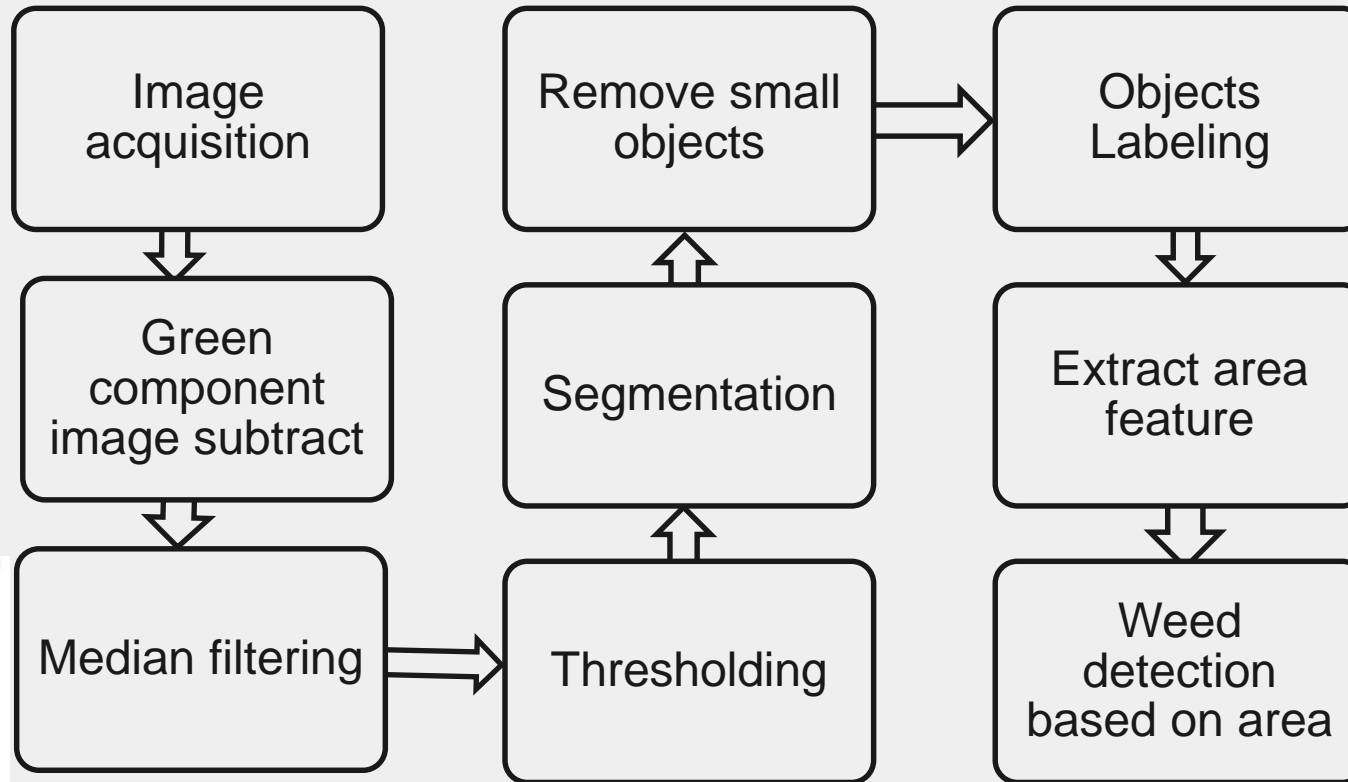 Image
acquisition
Green
component
image subtract
Median filtering
Thresholding
Segmentation
Remove small
objects
Objects
Labeling
Extract area
feature
Weed
detection
based on area